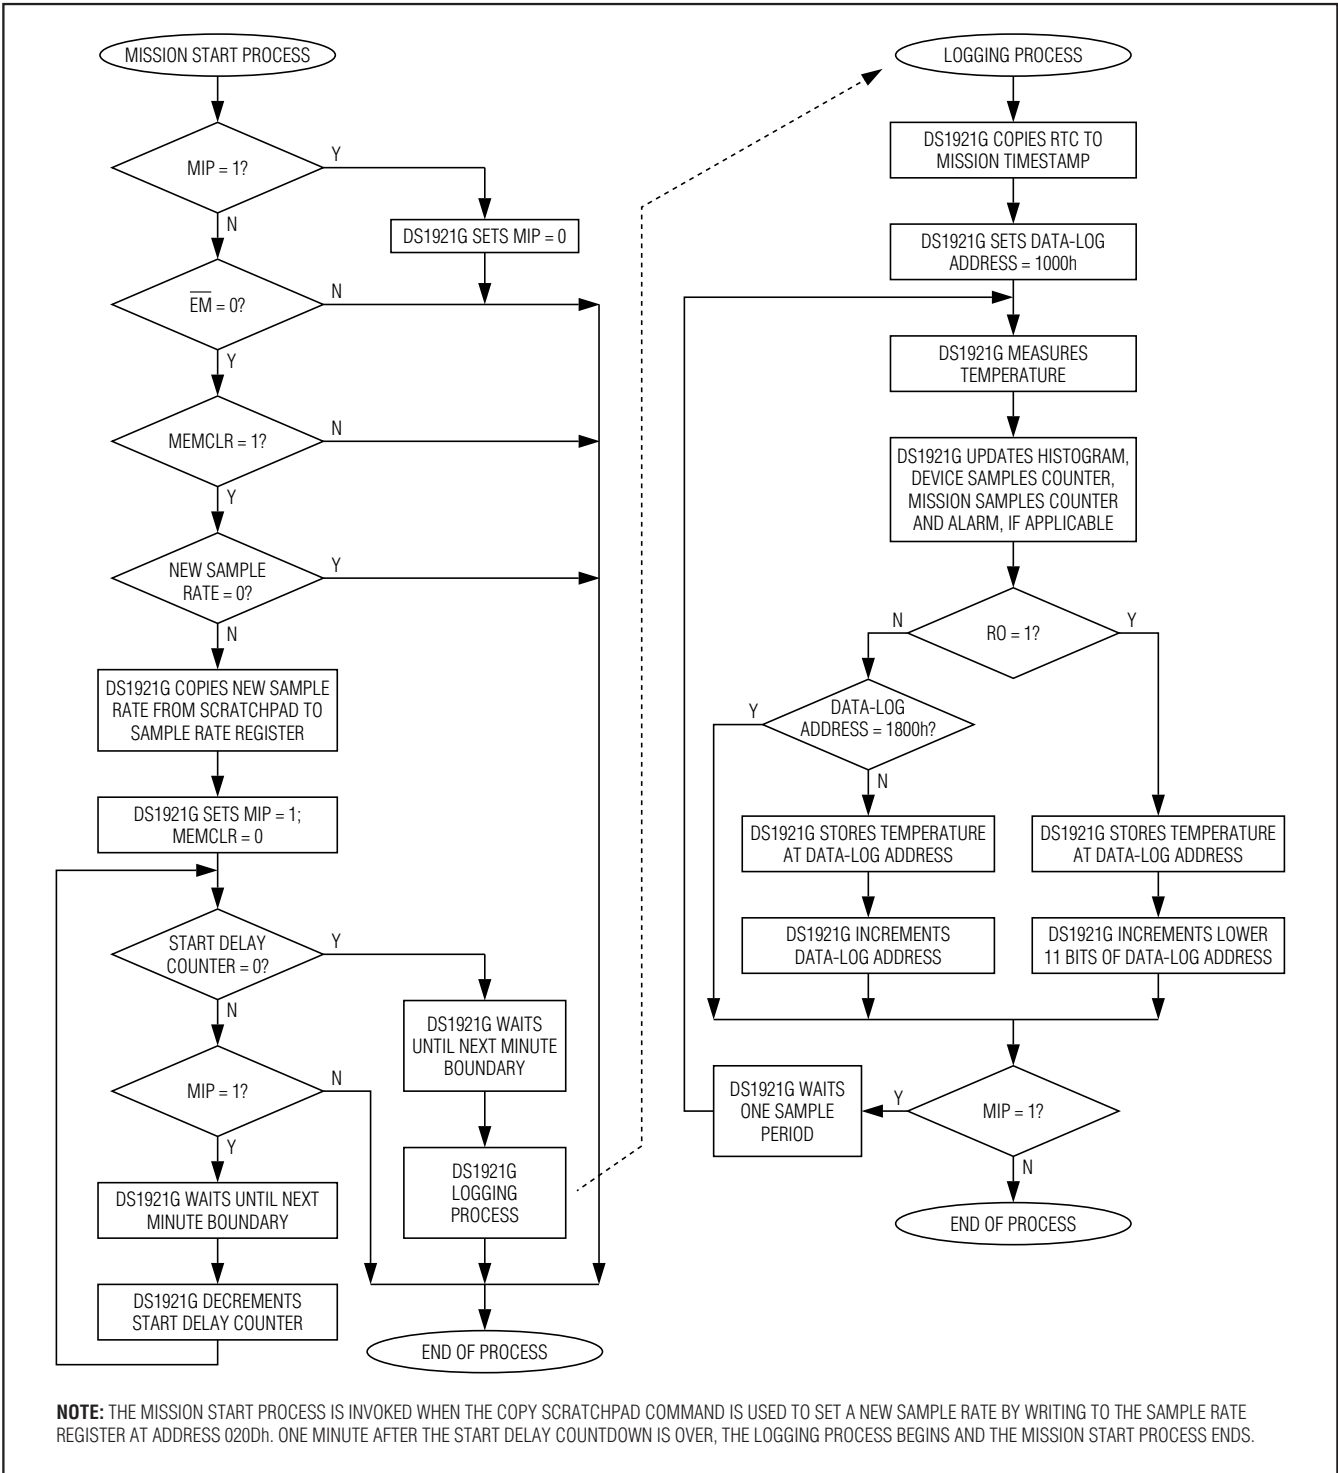 MISSION START PROCESS
MIP = 1?
Y
N
DS1921G SETS MIP = 0
EM = 0?
N
Y
MEMCLR = 1?
N
Y
NEW SAMPLE
RATE = 0?
Y
N
DS1921G COPIES NEW SAMPLE
RATE FROM SCRATCHPAD TO
SAMPLE RATE REGISTER
DS1921G SETS MIP = 1;
MEMCLR = 0
START DELAY
COUNTER = 0?
Y
N
DS1921G WAITS
UNTIL NEXT MINUTE
BOUNDARY
MIP = 1?
N
Y
DS1921G
LOGGING
PROCESS
DS1921G WAITS UNTIL NEXT
MINUTE BOUNDARY
DS1921G DECREMENTS
START DELAY COUNTER
END OF PROCESS
LOGGING PROCESS
DS1921G COPIES RTC TO
MISSION TIMESTAMP
DS1921G SETS DATA-LOG
ADDRESS = 1000h
DS1921G MEASURES
TEMPERATURE
DS1921G UPDATES HISTOGRAM,
DEVICE SAMPLES COUNTER,
MISSION SAMPLES COUNTER
AND ALARM, IF APPLICABLE
N
RO = 1?
Y
Y
DATA-LOG
ADDRESS = 1800h?
N
DS1921G STORES TEMPERATURE
AT DATA-LOG ADDRESS
DS1921G STORES TEMPERATURE
AT DATA-LOG ADDRESS
DS1921G INCREMENTS
DATA-LOG ADDRESS
DS1921G INCREMENTS LOWER
11 BITS OF DATA-LOG ADDRESS
DS1921G WAITS
ONE SAMPLE
PERIOD
Y
MIP = 1?
N
END OF PROCESS
NOTE: THE MISSION START PROCESS IS INVOKED WHEN THE COPY SCRATCHPAD COMMAND IS USED TO SET A NEW SAMPLE RATE BY WRITING TO THE SAMPLE RATE
REGISTER AT ADDRESS 020Dh. ONE MINUTE AFTER THE START DELAY COUNTDOWN IS OVER, THE LOGGING PROCESS BEGINS AND THE MISSION START PROCESS ENDS.